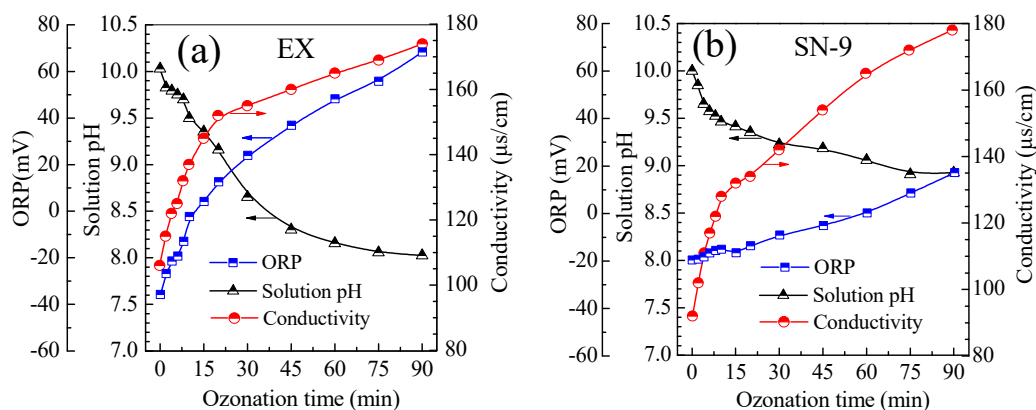 (a) EX
ORP(mV)
80
60
40
20
0
-20
-40
-60
Solution pH
10.5
10.0
9.5
9.0
8.5
8.0
7.5
7.0
180
160
140
120
100
80
Conductivity (μs/cm)
ORP
Solution pH
Conductivity
0 15 30 45 60 75 90
Ozonation time (min)
(b) SN-9
ORP (mV)
80
60
40
20
0
-20
-40
-60
Solution pH
10.5
10.0
9.5
9.0
8.5
8.0
7.5
7.0
180
160
140
120
100
80
Conductivity (μs/cm)
ORP
Solution pH
Conductivity
0 15 30 45 60 75 90
Ozonation time (min)